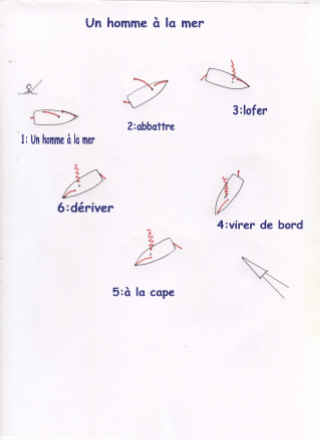 Un homme à la mer
1: Un homme à la mer
2:abbattre
3:lofer
4:virer de bord
5:à la cape
6:dériver